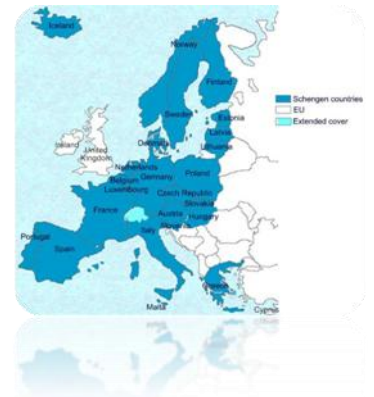 Iceland
Norway
Finland
Sweden
Estonia
Latvia
Lithuania
Denmark
Ireland
United
Kingdom
Netherlands
Belgium
Germany
Poland
Luxembourg
Czech Republic
Slovakia
France
Austria
Hungary
Slovenia
Italy
Portugal
Spain
Greece
Malta
Cyprus
Schengen countries
EU
Extended cover